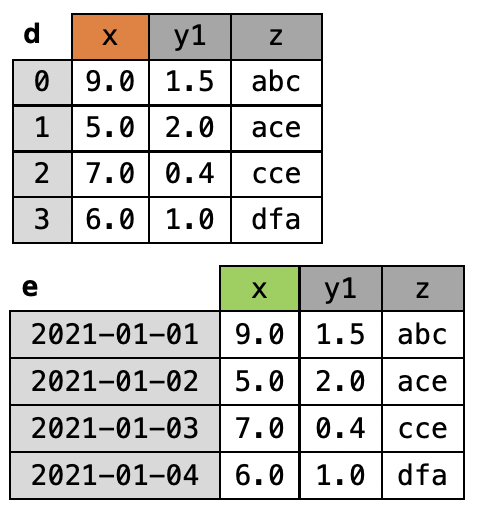 d x y1 z
0 9.0 1.5 abc
1 5.0 2.0 ace
2 7.0 0.4 cce
3 6.0 1.0 dfa
e x y1 z
2021-01-01 9.0 1.5 abc
2021-01-02 5.0 2.0 ace
2021-01-03 7.0 0.4 cce
2021-01-04 6.0 1.0 dfa